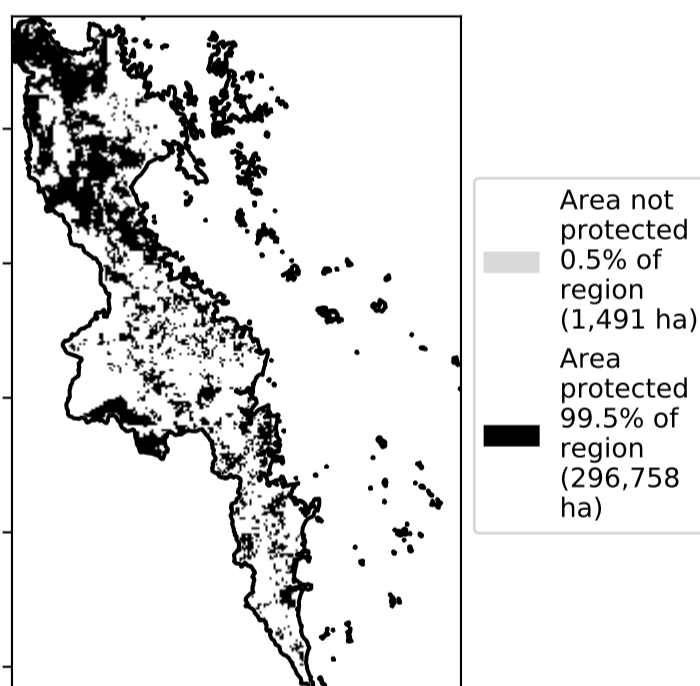 Area not
protected
0.5% of
region
(1,491 ha)
Area
protected
99.5% of
region
(296,758
ha)